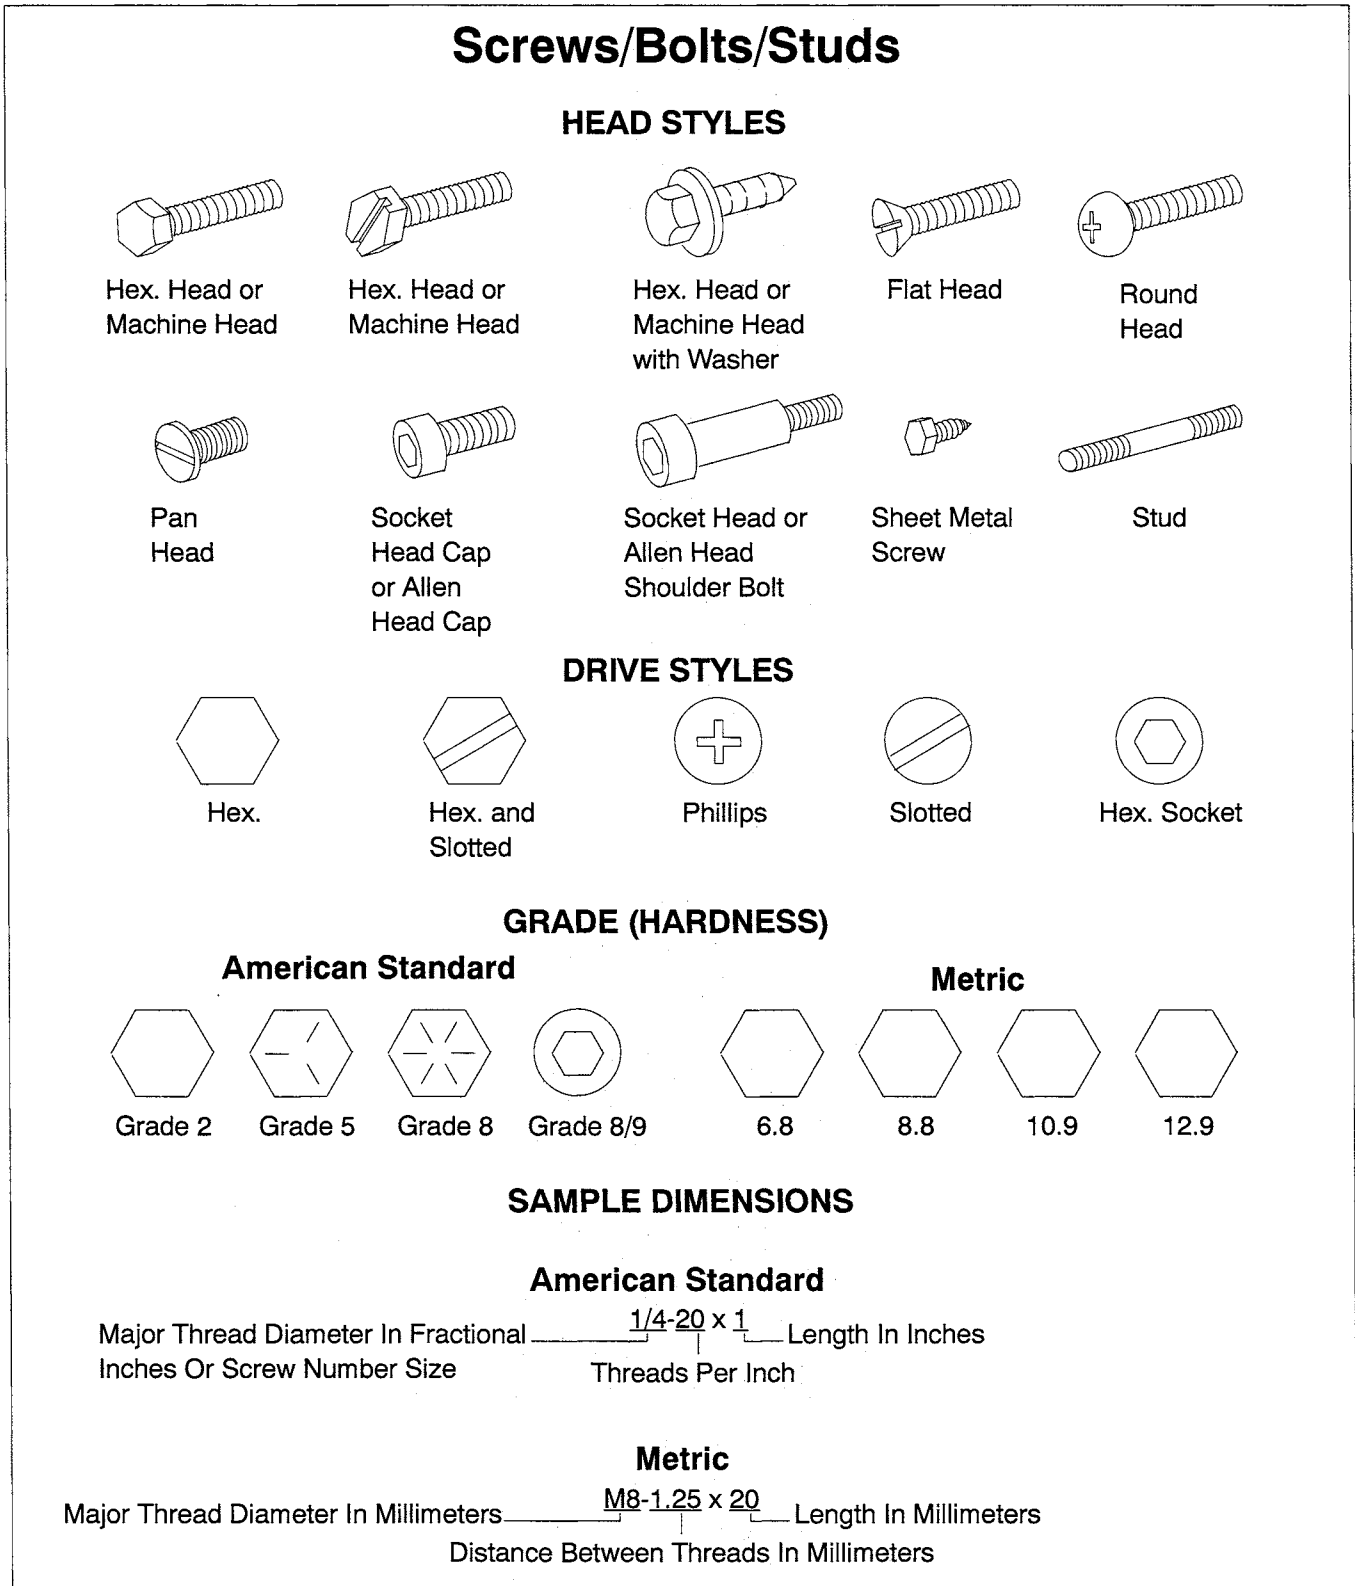 Screws/Bolts/Studs
HEAD STYLES
Hex. Head or
Machine Head
Hex. Head or
Machine Head
Hex. Head or
Machine Head
with Washer
Flat Head
Round
Head
Pan
Head
Socket
Head Cap
or Allen
Head Cap
Socket Head or
Allen Head
Shoulder Bolt
Sheet Metal
Screw
Stud
DRIVE STYLES
Hex.
Hex. and
Slotted
Phillips
Slotted
Hex. Socket
GRADE (HARDNESS)
American Standard
Grade 2
Grade 5
Grade 8
Grade 8/9
Metric
6.8
8.8
10.9
12.9
SAMPLE DIMENSIONS
American Standard
1/4-20 x 1
Major Thread Diameter In Fractional
Inches Or Screw Number Size
Length In Inches
Threads Per Inch
Metric
M8-1.25 x 20
Major Thread Diameter In Millimeters
Length In Millimeters
Distance Between Threads In Millimeters